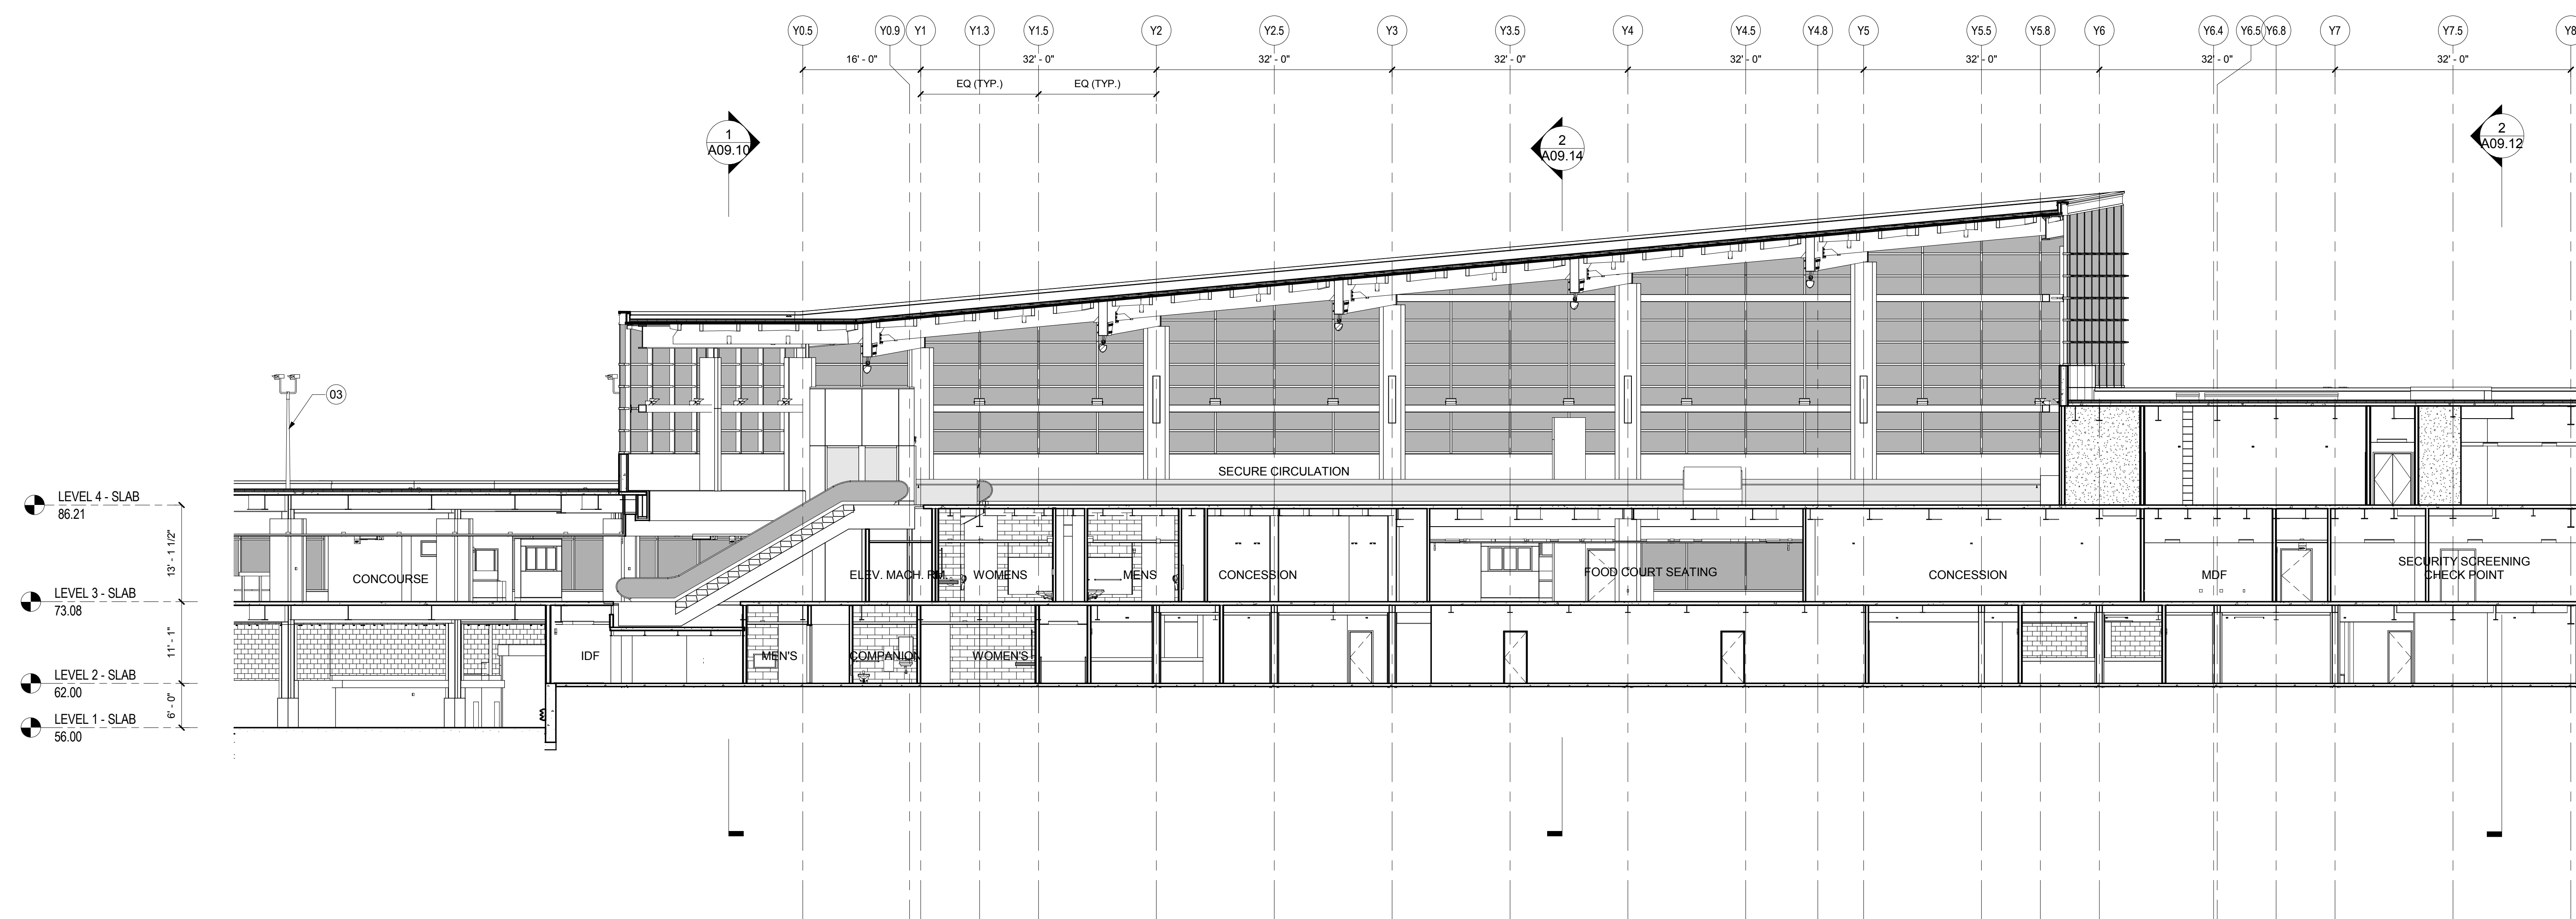 Y0.5 Y0.9 Y1 Y1.3 Y1.5 Y2 Y2.5 Y3 Y3.5 Y4 Y4.5 Y4.8 Y5 Y5.5 Y5.8 Y6 Y6.4 Y6.5 Y6.8 Y7 Y7.5 Y8
16' - 0" 32' - 0" 32' - 0" 32' - 0" 32' - 0" 32' - 0" 32' - 0" 32' - 0"
EQ (TYP.) EQ (TYP.)
1
A09.10
2
A09.14
2
A09.12
03
SECURE CIRCULATION
LEVEL 4 - SLAB
86.21
13' - 1 1/2"
CONCOURSE
ELEV. MACH. RM.
WOMENS
MENS
CONCESSION
FOOD COURT SEATING
CONCESSION
MDF
SECURITY SCREENING
CHECK POINT
LEVEL 3 - SLAB
73.08
11' - 1"
IDF
MEN'S
COMPANION
WOMEN'S
LEVEL 2 - SLAB
62.00
6' - 0"
LEVEL 1 - SLAB
56.00